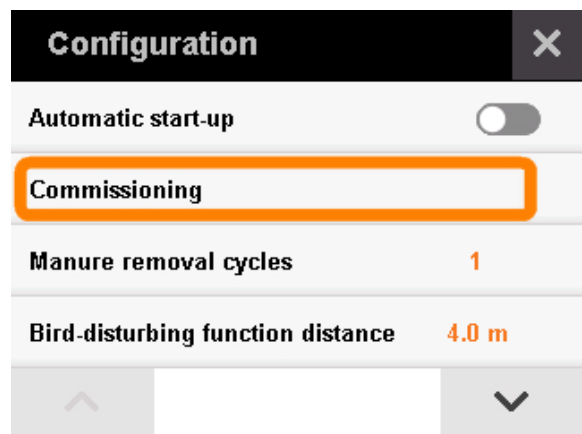 Configuration
Automatic start-up
Commissioning
Manure removal cycles 1
Bird-disturbing function distance 4.0 m